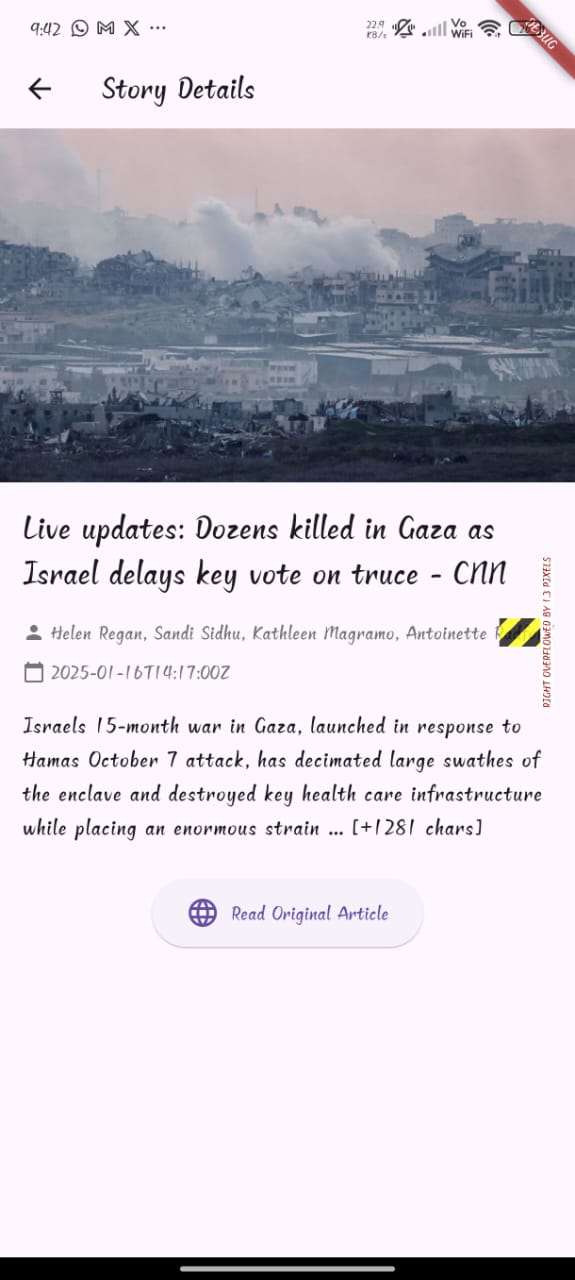 9:42
22.9 KB/s
Vo WiFi
DEBUG
Story Details
Live updates: Dozens killed in Gaza as
Israel delays key vote on truce - CNN
Helen Regan, Sandi Sidhu, Kathleen Magramo, Antoinette
RIGHT OVERFLOWED BY 13 PIXELS
2025-01-16T14:17:00Z
Israels 15-month war in Gaza, launched in response to
Hamas October 7 attack, has decimated large swathes of
the enclave and destroyed key health care infrastructure
while placing an enormous strain … [+1281 chars]
Read Original Article